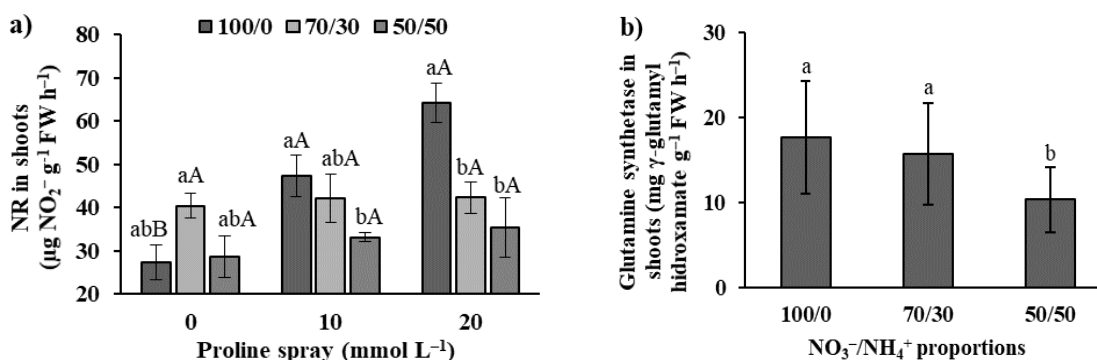 a)
100/0 70/30 50/50
NR in shoots
(µg NO₂⁻ g⁻¹ FW h⁻¹)
80
70
60
50
40
30
20
abB
aA
abA
aA
abA
bA
aA
bA
bA
0 10 20
Proline spray (mmol L⁻¹)
b)
Glutamine synthetase in
shoots (mg γ-glutamyl
hidroxamate g⁻¹ FW h⁻¹)
30
20
10
0
a
a
b
100/0 70/30 50/50
NO₃⁻/NH₄⁺ proportions